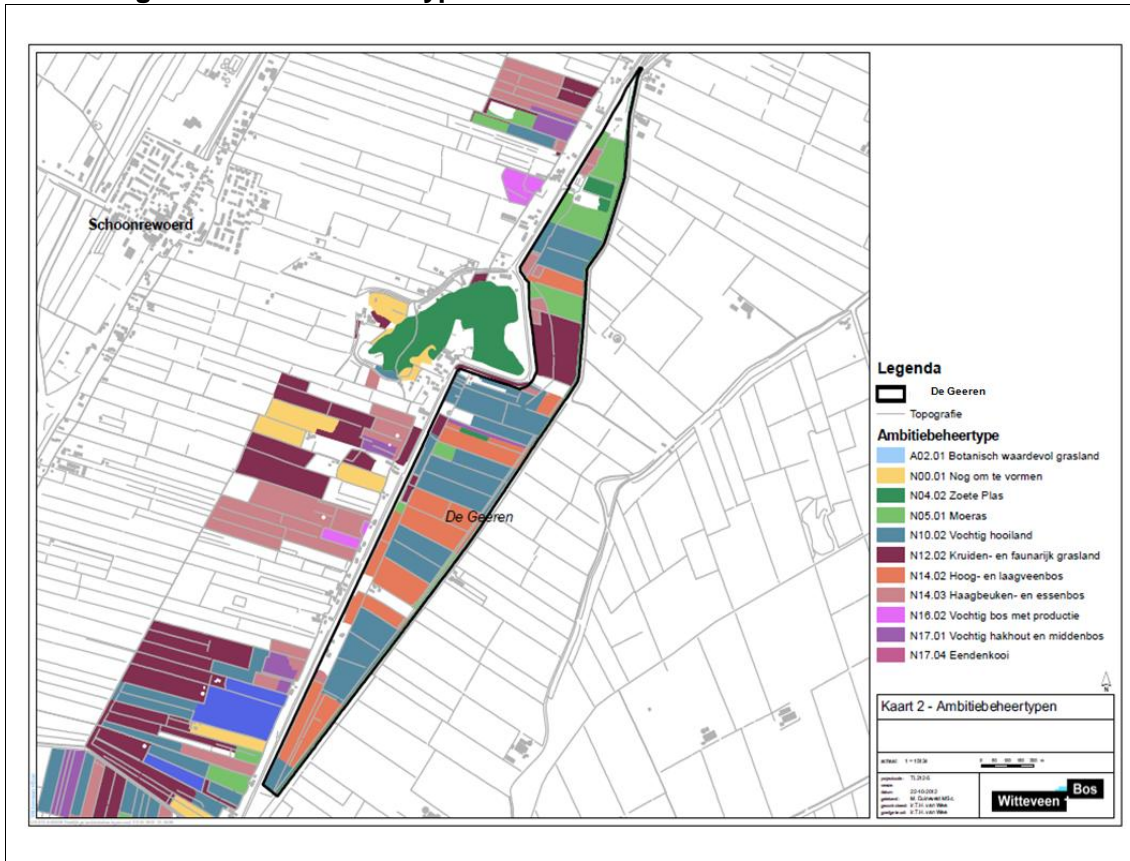 Schoonrewoerd
De Geeren
Legenda
De Geeren
Topografie
Ambitiebeheertype
A02.01 Botanisch waardevol grasland
N00.01 Nog om te vormen
N04.02 Zoete Plas
N05.01 Moeras
N10.02 Vochtig hooiland
N12.02 Kruiden- en faunarijk grasland
N14.02 Hoog- en laagveenbos
N14.03 Haagbeuken- en essenbos
N16.02 Vochtig bos met productie
N17.01 Vochtig hakhout en middenbos
N17.04 Eendenkooi
Kaart 2 - Ambitiebeheertypen
Witteveen
Bos